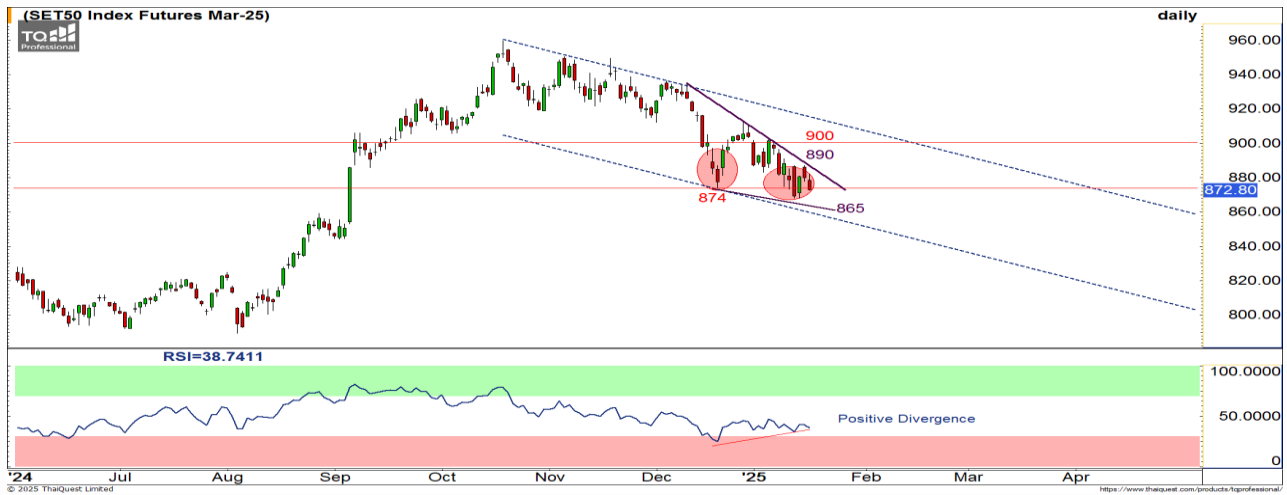 (SET50 Index Futures Mar-25) daily
TQ
Professional
960.00
940.00
920.00
900
900.00
890
880.00
872.80
874
865
860.00
840.00
820.00
800.00
RSI=38.7411
100.0000
Positive Divergence
50.0000
0
'24 Jul Aug Sep Oct Nov Dec '25 Feb Mar Apr
© 2025 ThaiQuest Limited https://www.thaiquest.com/products/tqprofessional/